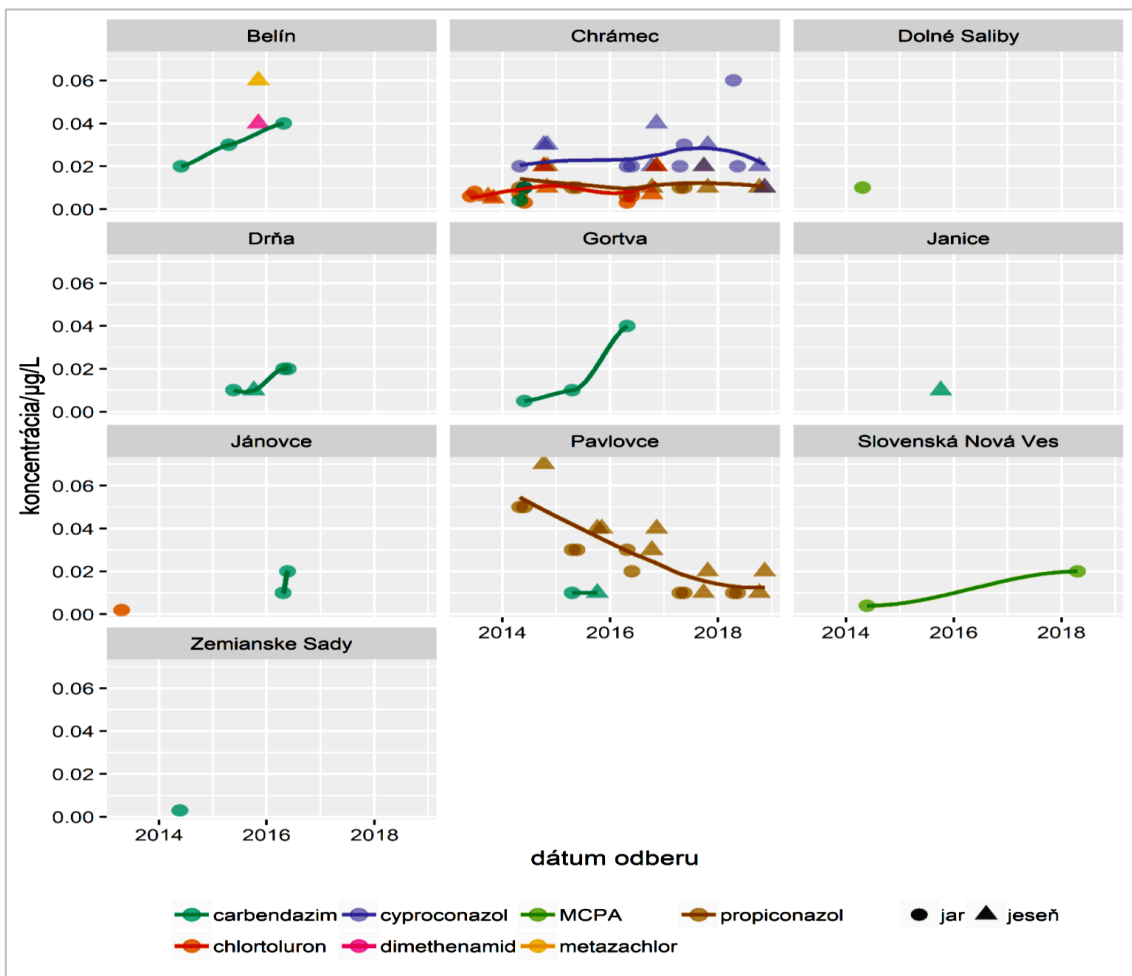 Belín Chrámec Dolné Saliby
0.06
0.04
0.02
0.00
Drňa Gortva Janice
0.06
0.04
0.02
0.00
koncentrácia/µg/L
Jánovce Pavlovce Slovenská Nová Ves
0.06
0.04
0.02
0.00
2014 2016 2018 2014 2016 2018
Zemianske Sady
0.06
0.04
0.02
0.00
2014 2016 2018
dátum odberu
carbendazim cyproconazol MCPA propiconazol jar jeseň
chlortoluron dimethenamid metazachlor